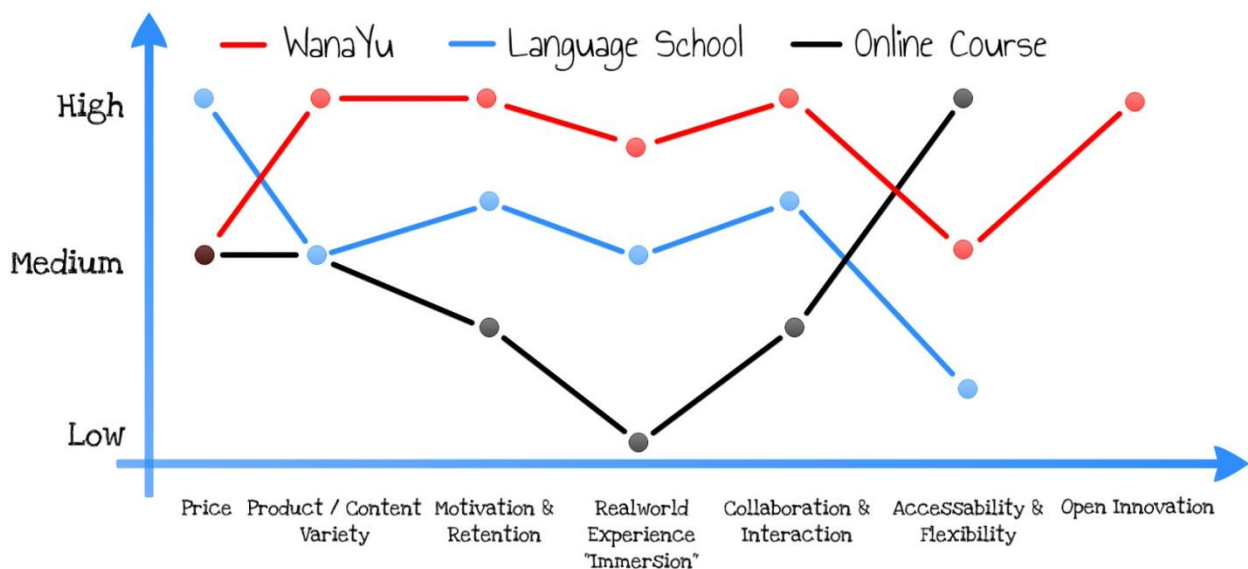 WanaYu
Language School
Online Course
High
Medium
Low
Price
Product / Content
Variety
Motivation &
Retention
Realworld
Experience
"Immersion"
Collaboration &
Interaction
Accessability &
Flexibility
Open Innovation